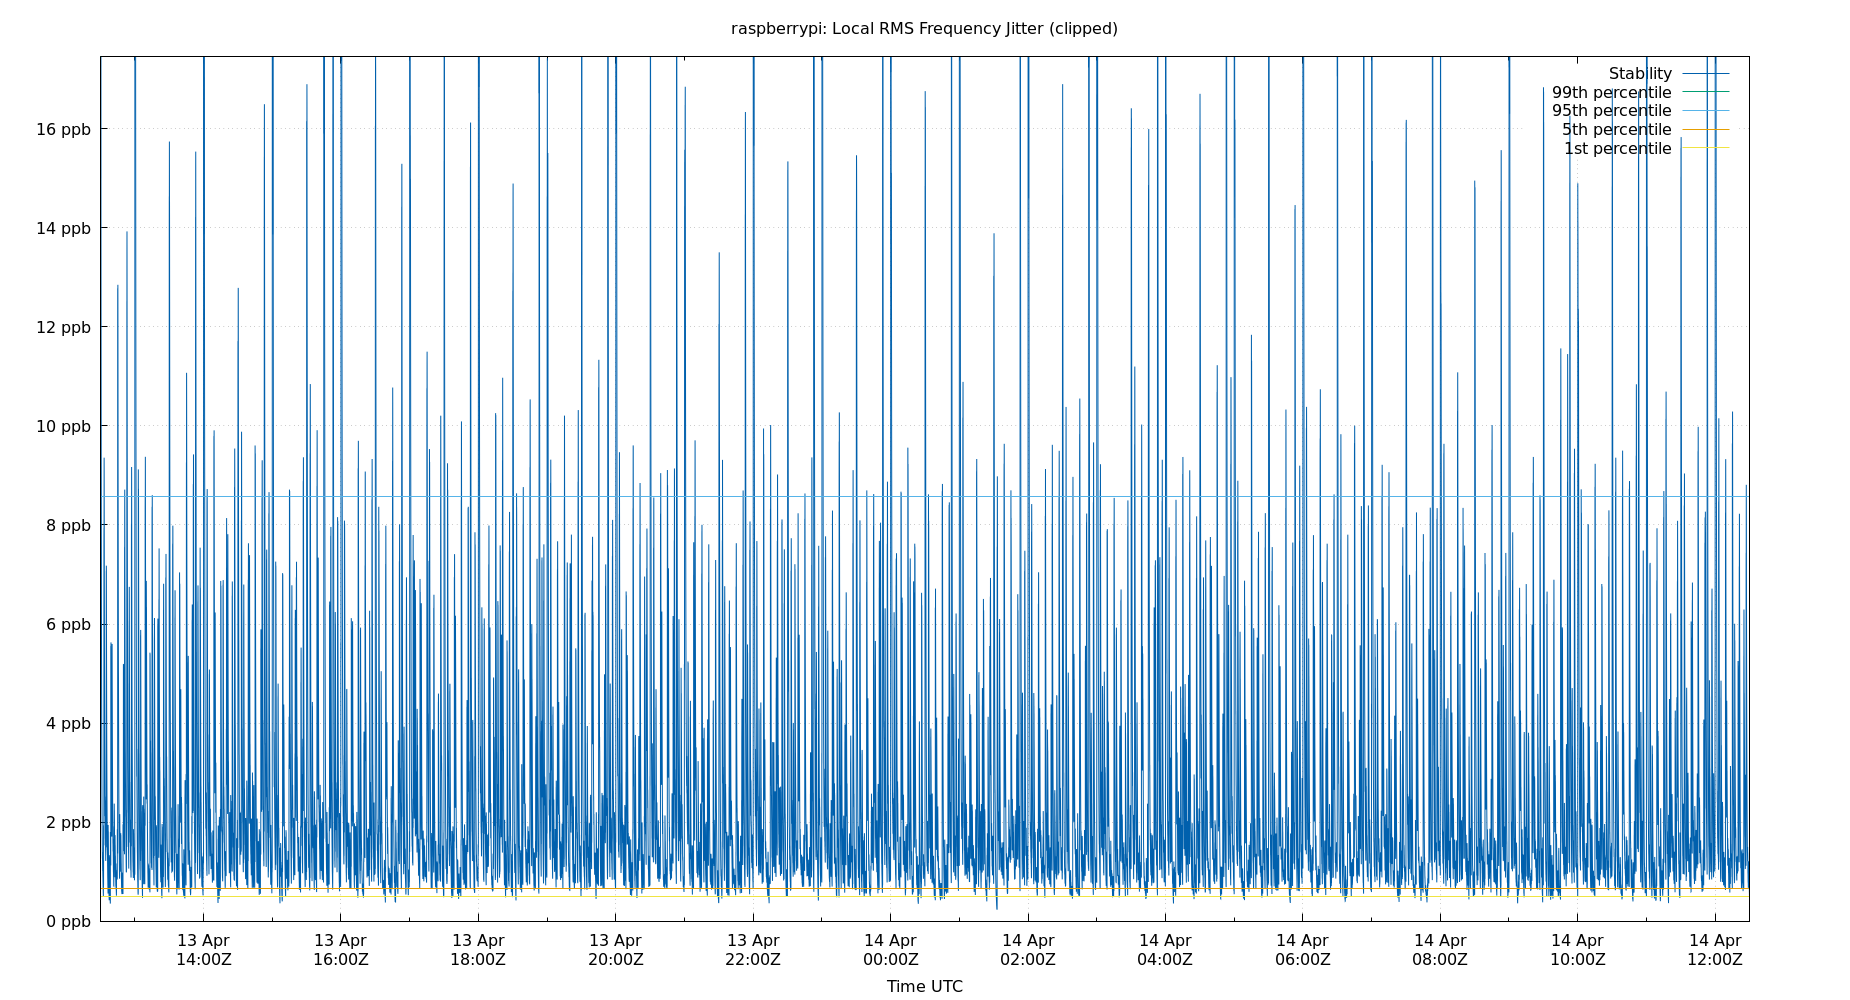 raspberrypi: Local RMS Frequency Jitter (clipped)
Stability
99th percentile
95th percentile
5th percentile
1st percentile
16 ppb
14 ppb
12 ppb
10 ppb
8 ppb
6 ppb
4 ppb
2 ppb
0 ppb
13 Apr 13 Apr 13 Apr 13 Apr 13 Apr 14 Apr 14 Apr 14 Apr 14 Apr 14 Apr 14 Apr 14 Apr
14:00Z 16:00Z 18:00Z 20:00Z 22:00Z 00:00Z 02:00Z 04:00Z 06:00Z 08:00Z 10:00Z 12:00Z
Time UTC